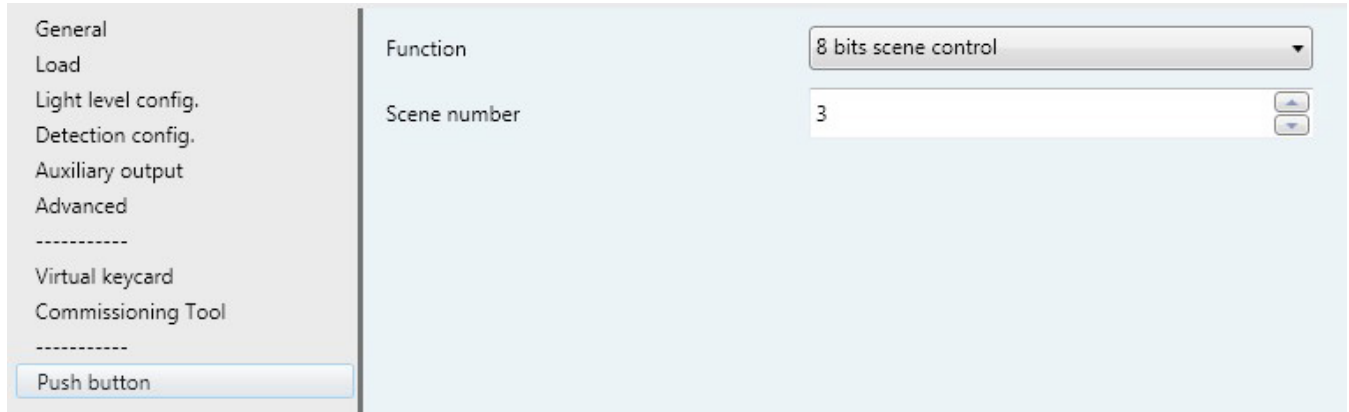 General
Load
Light level config.
Detection config.
Auxiliary output
Advanced
-----------
Virtual keycard
Commissioning Tool
-----------
Push button
Function 8 bits scene control
Scene number 3